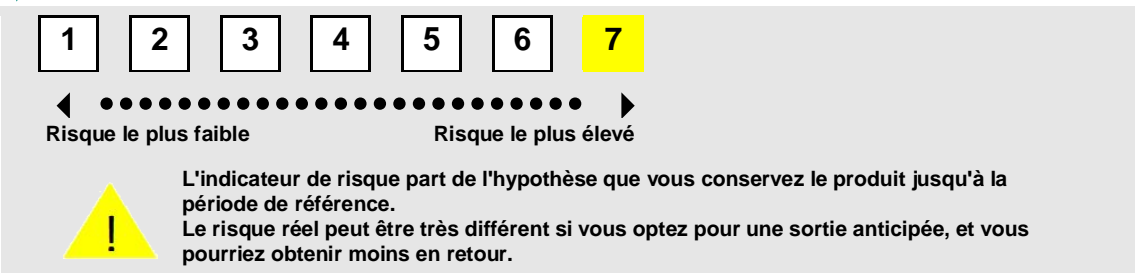 1 2 3 4 5 6 7
Risque le plus faible Risque le plus élevé
L'indicateur de risque part de l'hypothèse que vous conservez le produit jusqu'à la
période de référence.
Le risque réel peut être très différent si vous optez pour une sortie anticipée, et vous
pourriez obtenir moins en retour.
!